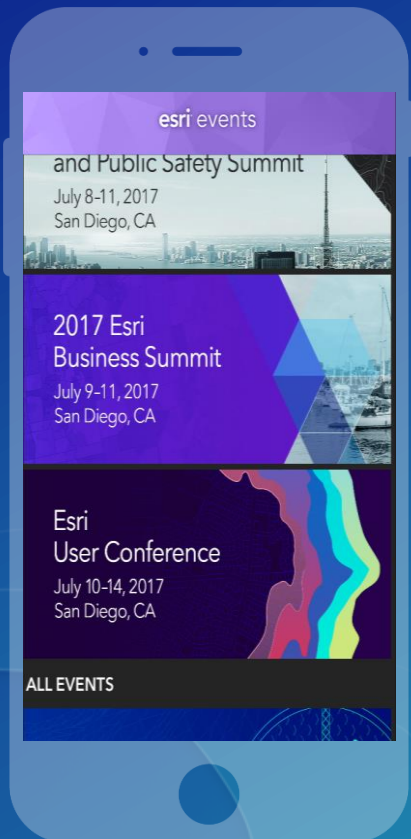 esri events
and Public Safety Summit
July 8-11, 2017
San Diego, CA
2017 Esri
Business Summit
July 9-11, 2017
San Diego, CA
Esri
User Conference
July 10-14, 2017
San Diego, CA
ALL EVENTS